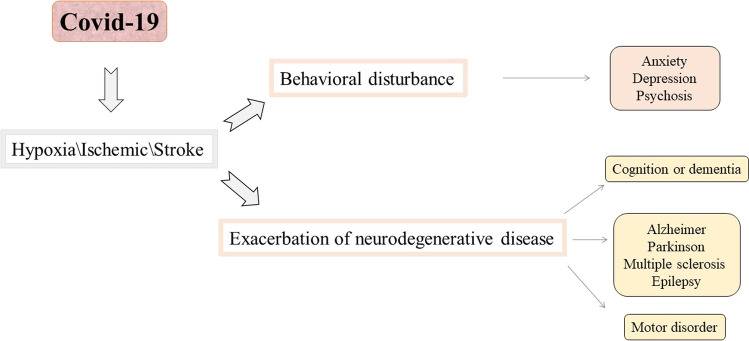 Covid-19
Hypoxia\Ischemic\Stroke
Behavioral disturbance
Anxiety
Depression
Psychosis
Exacerbation of neurodegenerative disease
Cognition or dementia
Alzheimer
Parkinson
Multiple sclerosis
Epilepsy
Motor disorder